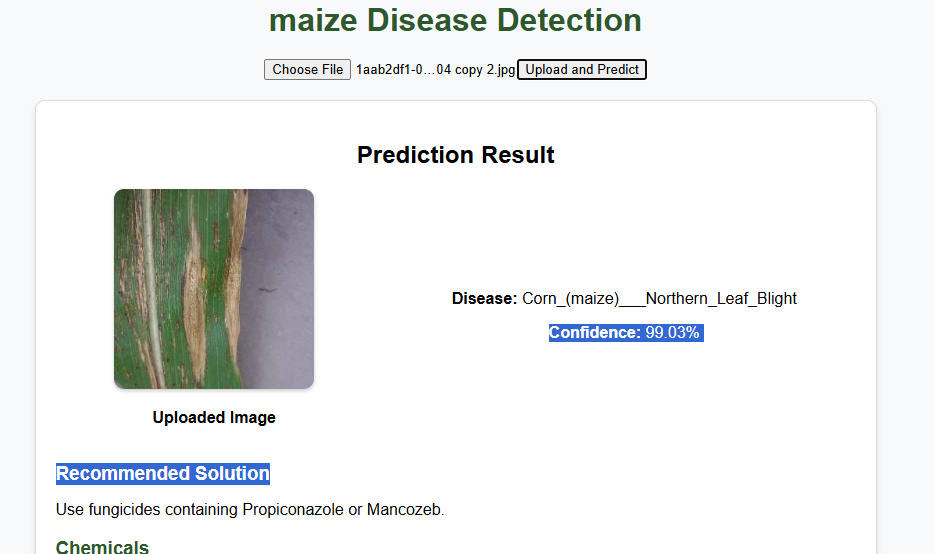 maize Disease Detection
Choose File 1aab2df1-0...04 copy 2.jpg Upload and Predict
Prediction Result
Disease: Corn_(maize)___Northern_Leaf_Blight
Confidence: 99.03%
Uploaded Image
Recommended Solution
Use fungicides containing Propiconazole or Mancozeb.
Chemicals